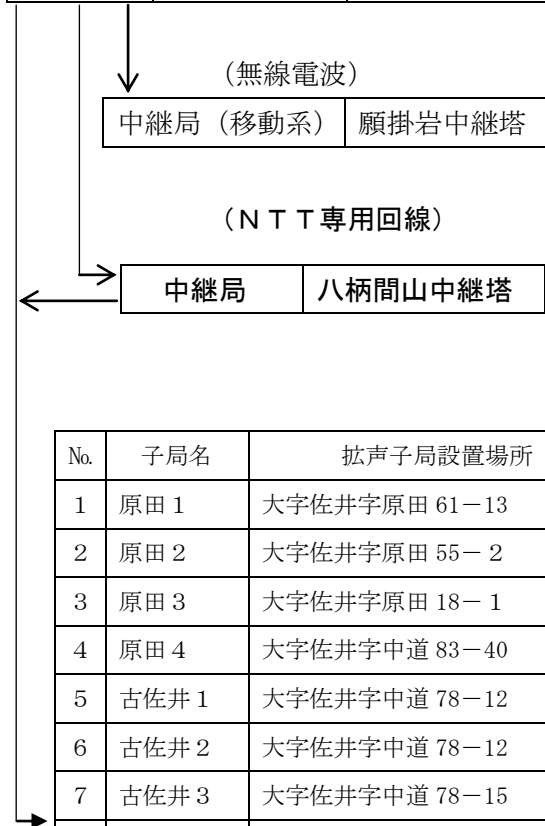 （無線電波）
中継局（移動系） 願掛岩中継塔
（ＮＴＴ専用回線）
中継局 八柄間山中継塔
№ 子局名 拡声子局設置場所
1 原田１ 大字佐井字原田 61－13
2 原田２ 大字佐井字原田 55－２
3 原田３ 大字佐井字原田 18－１
4 原田４ 大字佐井字中道 83－40
5 古佐井１ 大字佐井字中道 78－12
6 古佐井２ 大字佐井字中道 78－12
7 古佐井３ 大字佐井字中道 78－15